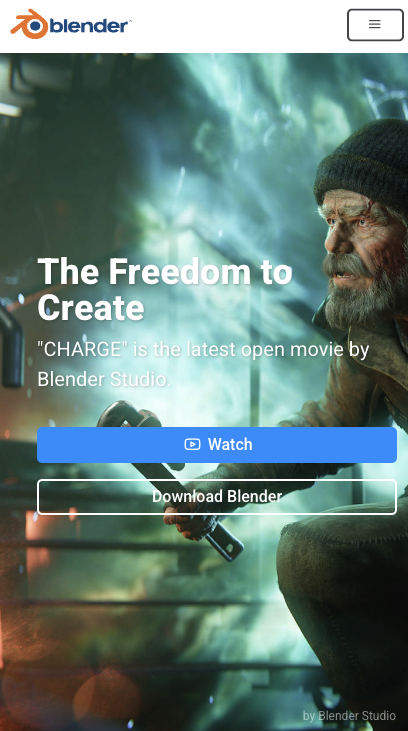 blender™
The Freedom to
Create
"CHARGE" is the latest open movie by
Blender Studio.
Watch
Download Blender
by Blender Studio